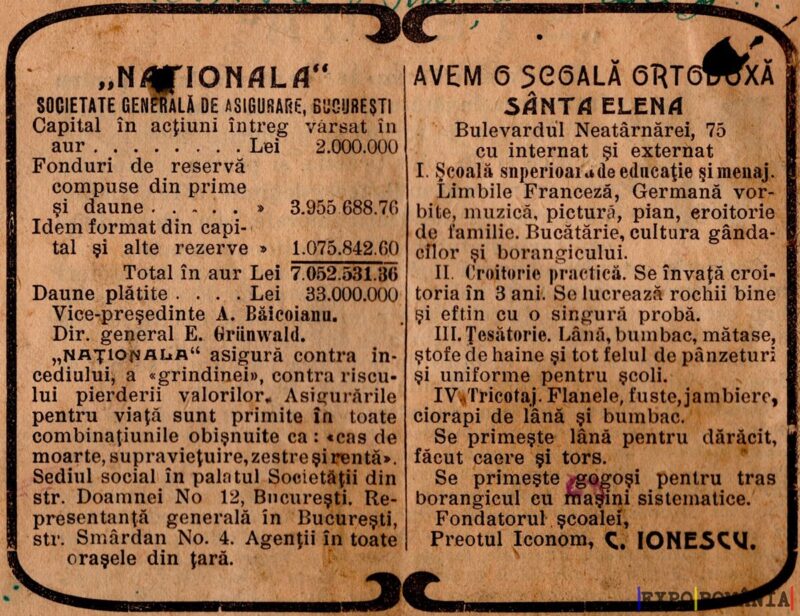 „NAȚIONALA“
SOCIETATE GENERALĂ DE ASIGURARE, BUCUREȘTI
Capital în acțiuni întreg vărsat în
aur . . . . . . . . Lei 2.000.000
Fonduri de reservă
compuse din prime
și daune . . . . . » 3.955 688.76
Idem format din capi-
tal și alte rezerve » 1.075.842.60
Total în aur Lei 7.052.531.36
Daune plătite . . . . Lei 33.000.000
Vice-președinte A. Băicoianu.
Dir. general E. Grünwald.
„NAȚIONALA“ asigură contra in-
cediului, a «grindinei», contra riscu-
lui pierderii valorilor. Asigurările
pentru viață sunt primite în toate
combinațiunile obișnuite ca : «cas de
moarte, supraviețuire, zestre și rentă».
Sediul social în palatul Societății din
str. Doamnei No 12, București. Re-
presentanță generală în București,
str. Smârdan No. 4. Agenții în toate
orașele din țară.
AVEM O ȘCOALĂ ORTODOXĂ
SÂNTA ELENA
Bulevardul Neatârnărei, 75
cu internat și externat
I. Școală snperioară de educație și menaj.
Limbile Franceză, Germană vor-
bite, muzică, pictură, pian, eroitorie
de familie. Bucătărie, cultura gânda-
cilor și borangicului.
II. Croitorie practică. Se învață croi-
toria în 3 ani. Se lucrează rochii bine
și eftin cu o singură probă.
III. Țesătorie. Lână, bumbac, mătase,
ștofe de haine și tot felul de pânzeturi
și uniforme pentru școli.
IV. Tricotaj. Flanele, fuste, jambiere,
ciorapi de lână și bumbac.
Se primește lână pentru dărăcit,
făcut caere și tors.
Se primește gogoși pentru tras
borangicul cu mașini sistematice.
Fondatorul școalei,
Preotul Iconom, C. IONESCU.
EXPO ROMÂNIA